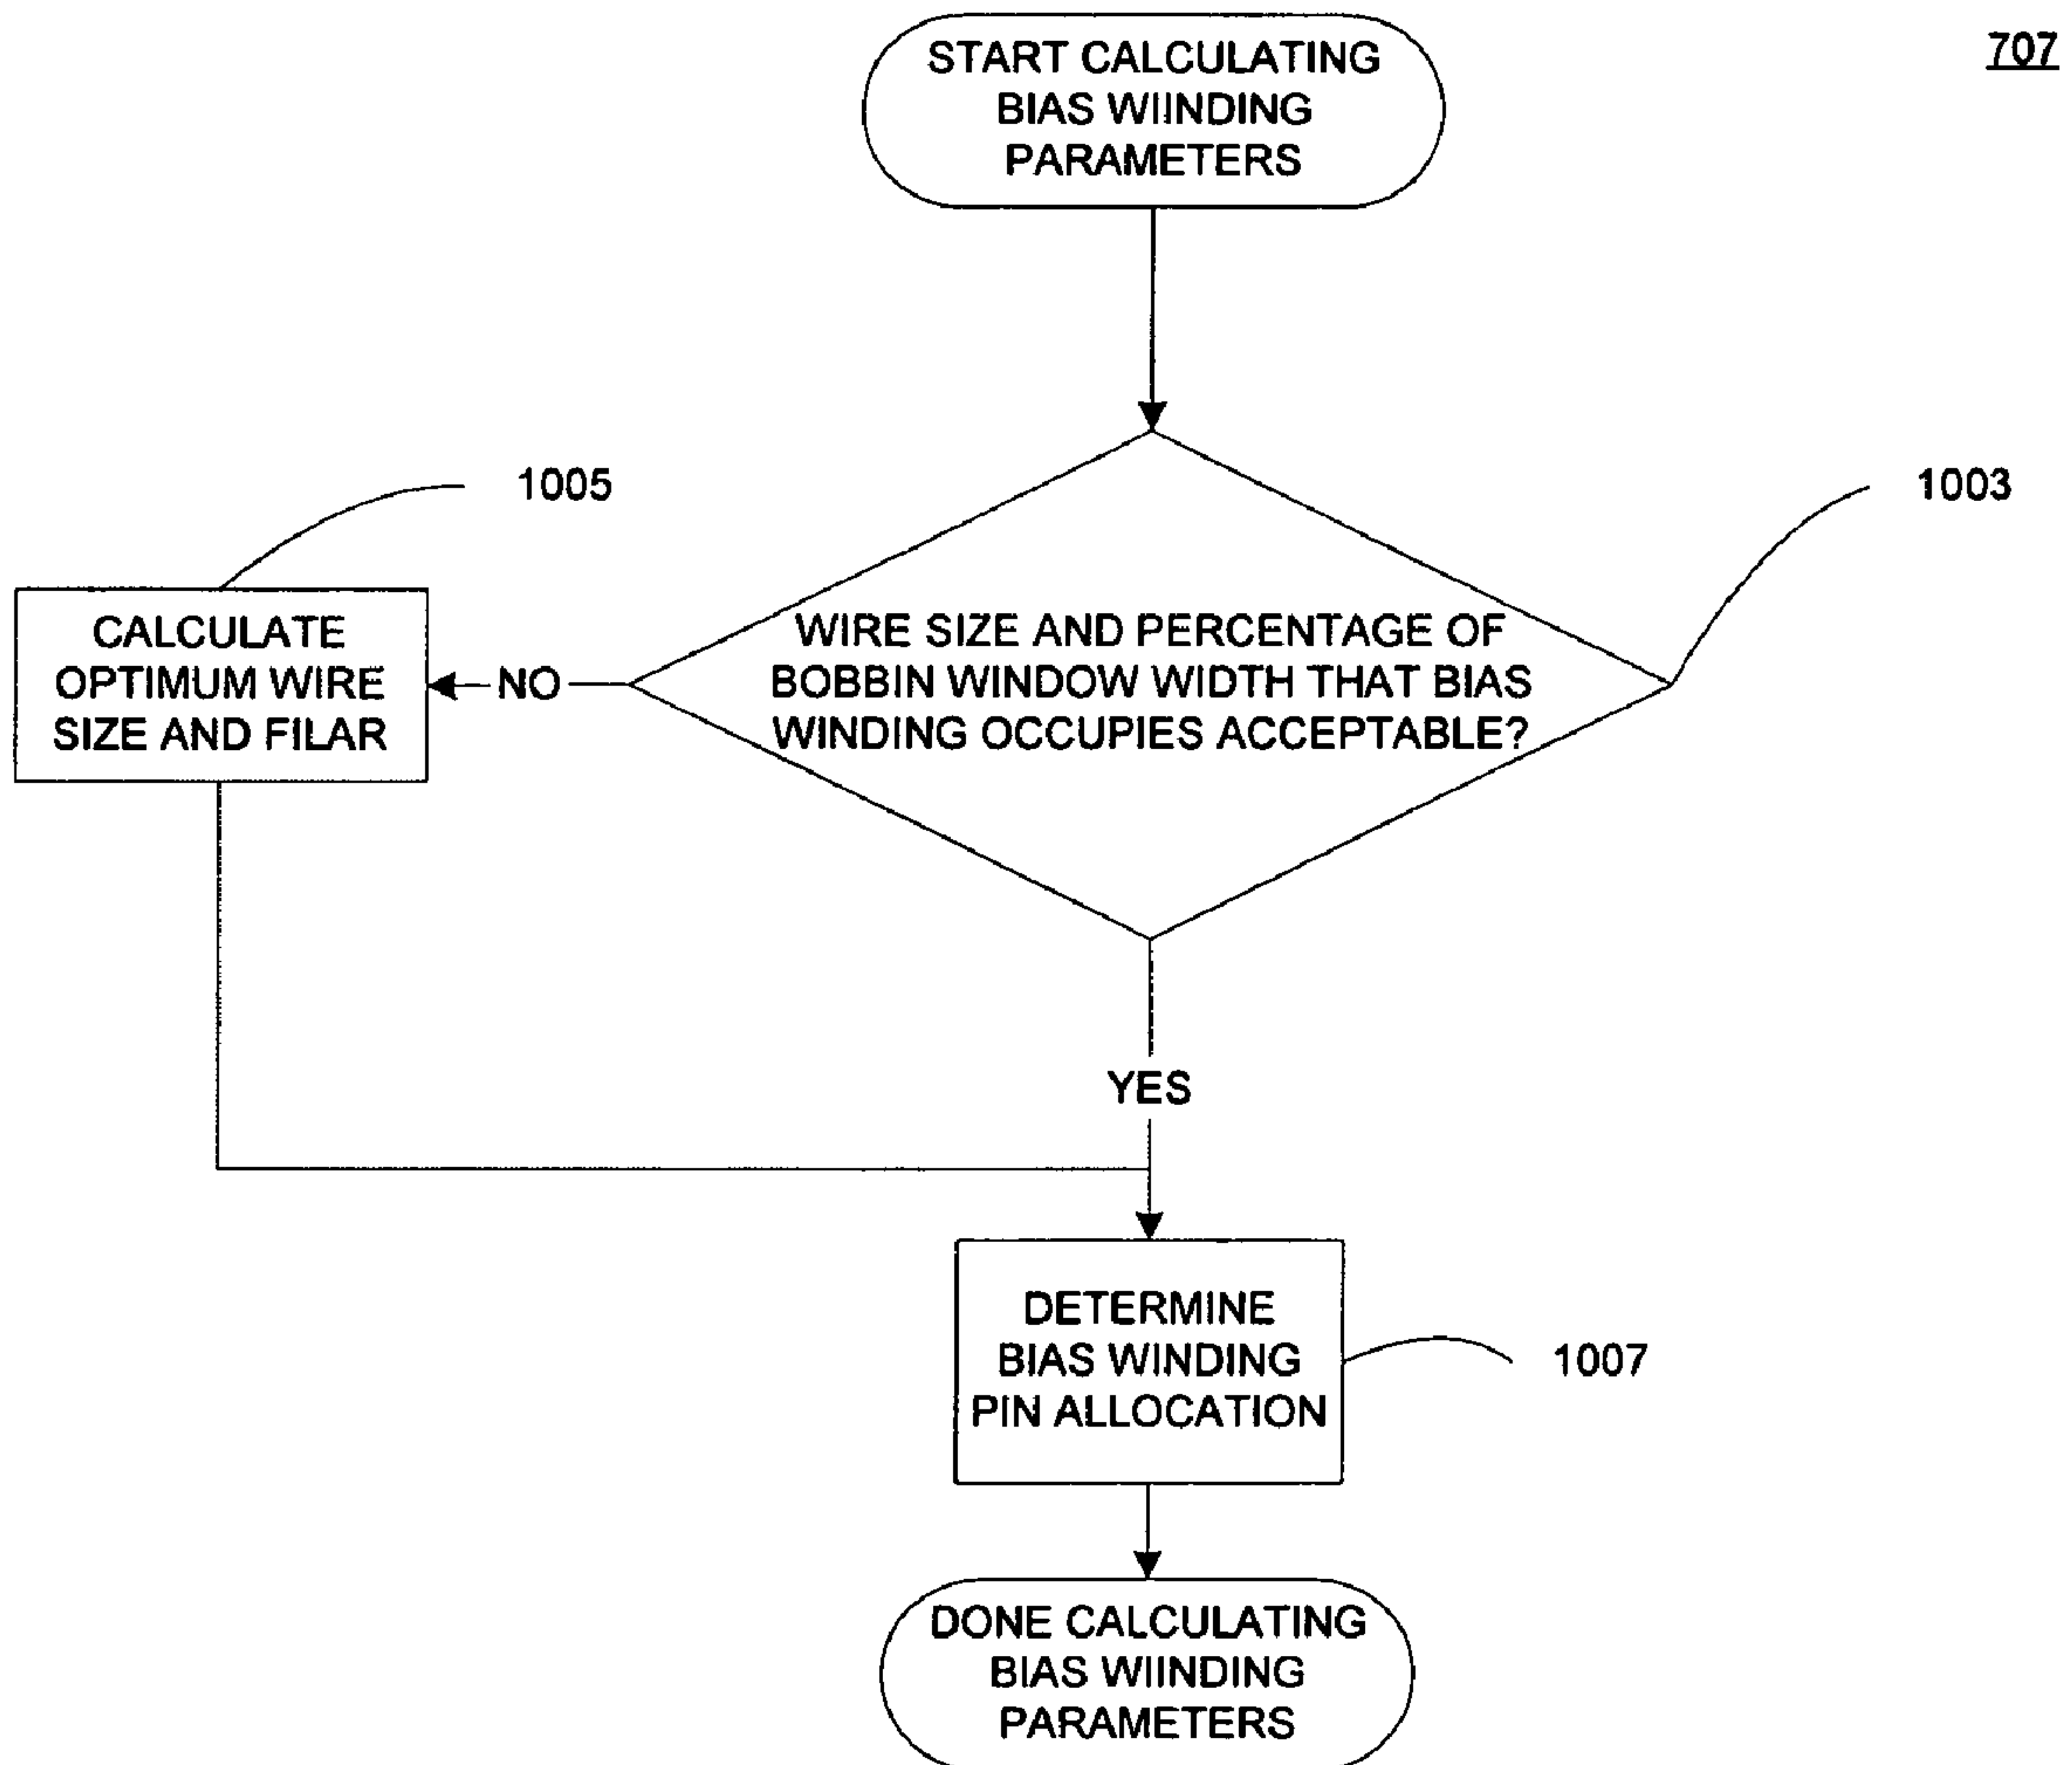 START CALCULATING
BIAS WIINDING
PARAMETERS
707
1005
1003
CALCULATE
OPTIMUM WIRE
SIZE AND FILAR
NO
WIRE SIZE AND PERCENTAGE OF
BOBBIN WINDOW WIDTH THAT BIAS
WINDING OCCUPIES ACCEPTABLE?
YES
DETERMINE
BIAS WINDING
PIN ALLOCATION
1007
DONE CALCULATING
BIAS WIINDING
PARAMETERS